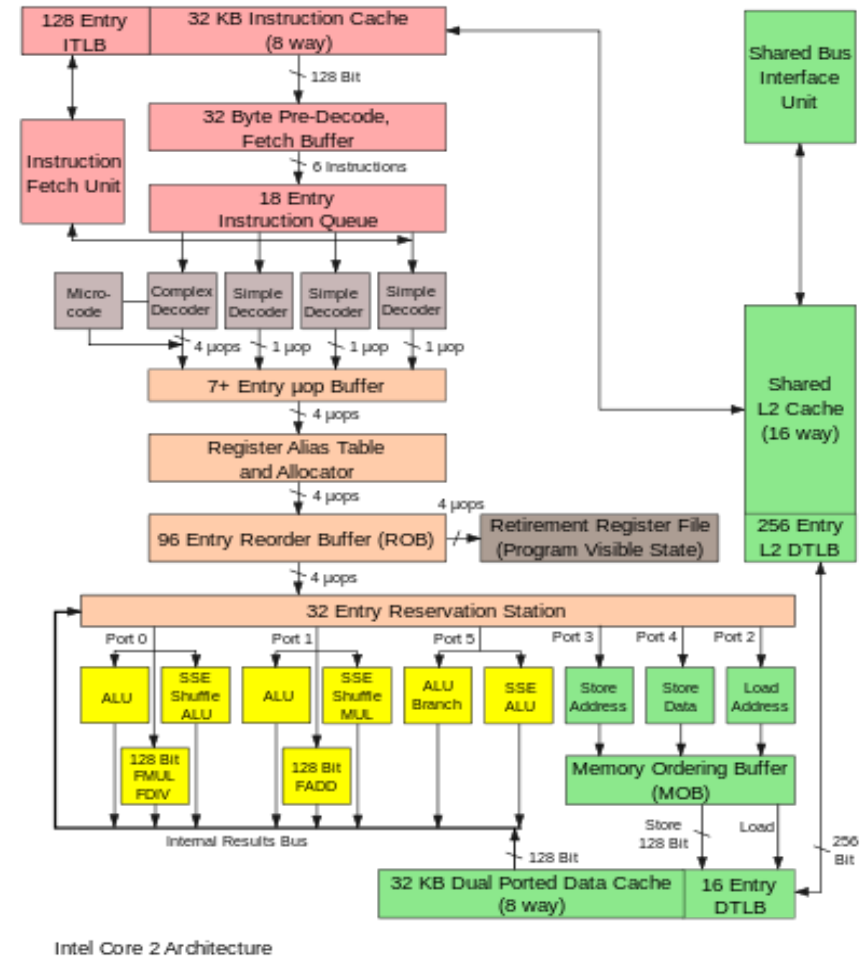 128 Entry
ITLB
32 KB Instruction Cache
(8 way)
128 Bit
Shared Bus
Interface
Unit
32 Byte Pre-Decode,
Fetch Buffer
6 Instructions
Instruction
Fetch Unit
18 Entry
Instruction Queue
Micro-
code
Complex
Decoder
Simple
Decoder
Simple
Decoder
Simple
Decoder
4 µops
1 µop
1 µop
1 µop
7+ Entry µop Buffer
4 µops
Register Alias Table
and Allocator
4 µops
Shared
L2 Cache
(16 way)
256 Entry
L2 DTLB
96 Entry Reorder Buffer (ROB)
4 µops
Retirement Register File
(Program Visible State)
4 µops
32 Entry Reservation Station
Port 0
Port 1
Port 5
Port 3
Port 4
Port 2
ALU
SSE
Shuffle
ALU
ALU
SSE
Shuffle
MUL
ALU
Branch
SSE
ALU
Store
Address
Store
Data
Load
Address
128 Bit
FMUL
FDIV
128 Bit
FADD
Memory Ordering Buffer
(MOB)
Internal Results Bus
Store
128 Bit
Load
256
Bit
128 Bit
32 KB Dual Ported Data Cache
(8 way)
16 Entry
DTLB
Intel Core 2 Architecture